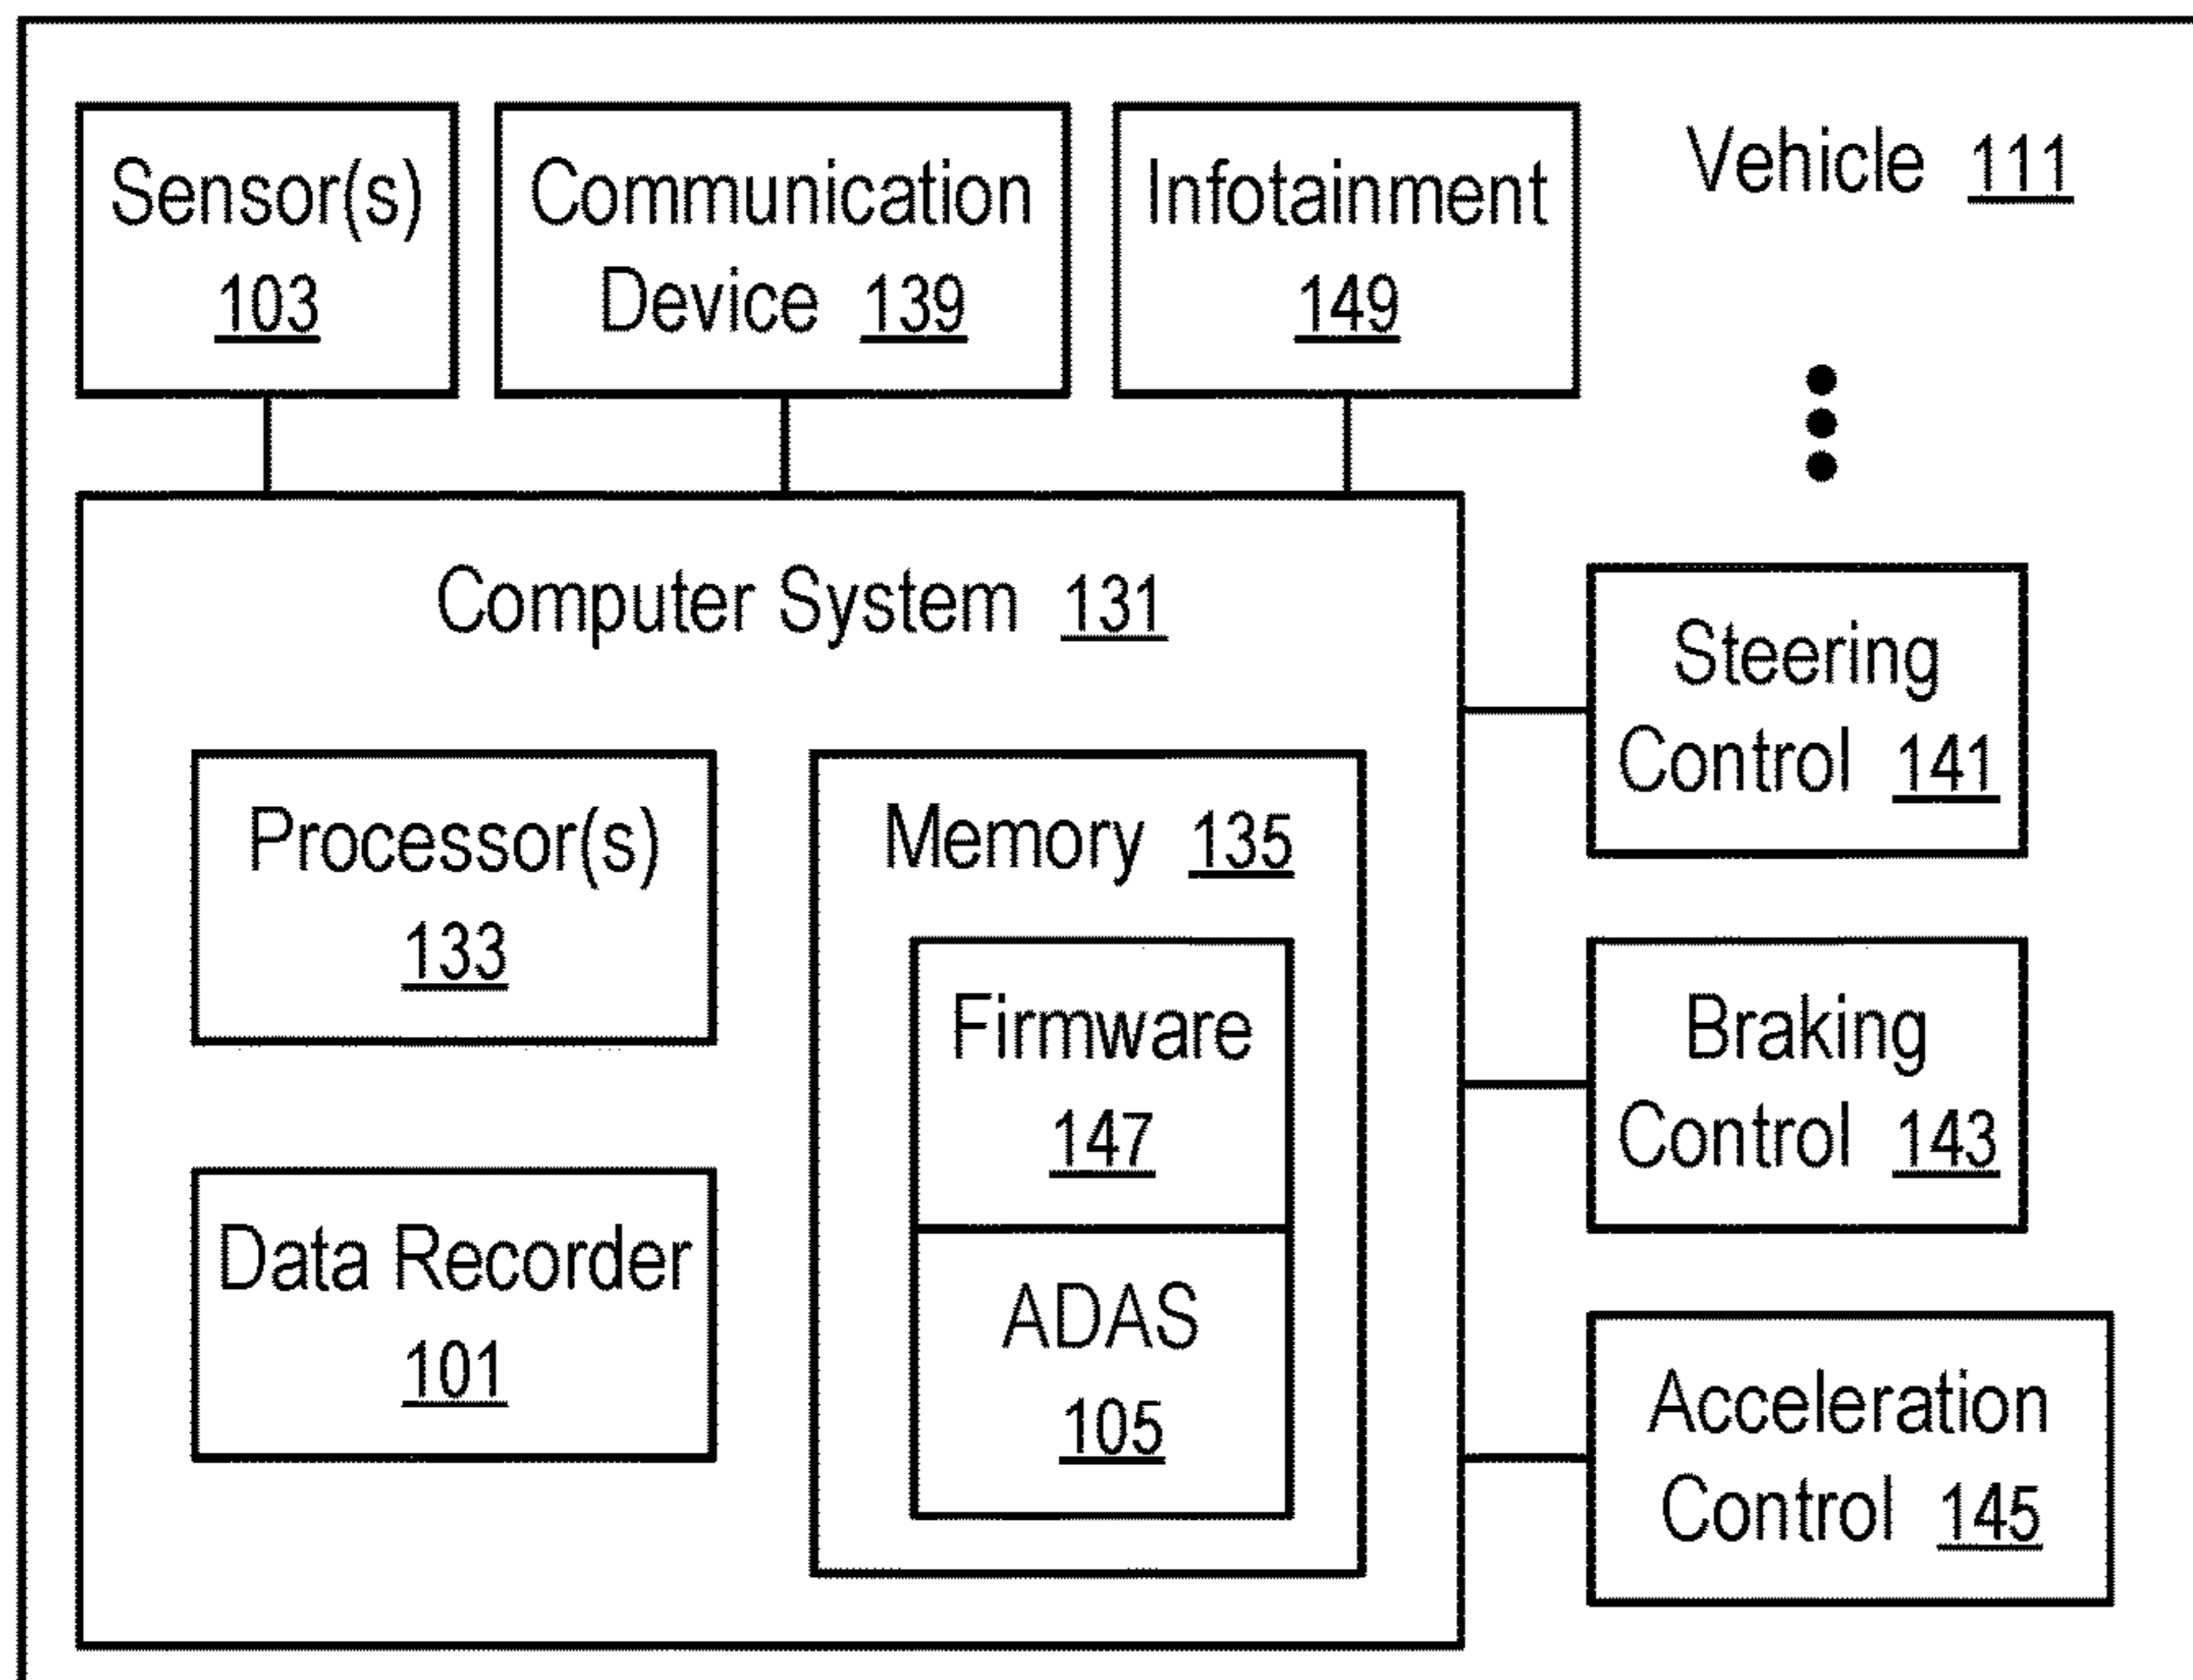 Sensor(s)
103
Communication
Device 139
Infotainment
149
Vehicle 111
Computer System 131
Processor(s)
133
Data Recorder
101
Memory 135
Firmware
147
ADAS
105
Steering
Control 141
Braking
Control 143
Acceleration
Control 145